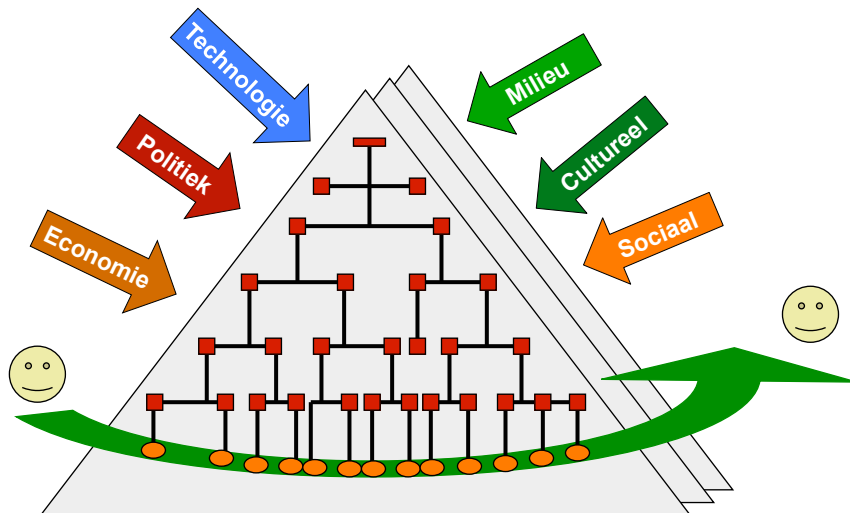 Technologie
Politiek
Economie
Milieu
Cultureel
Sociaal